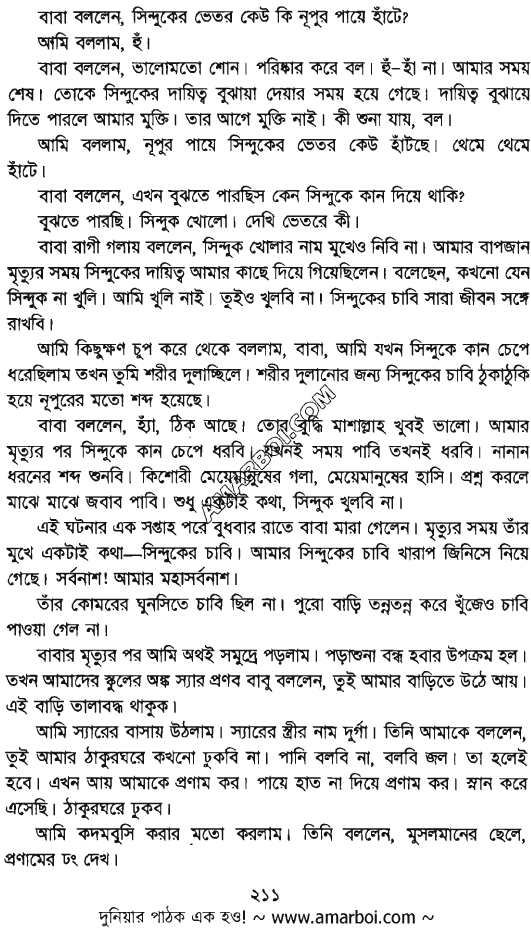 বাবা বললেন, সিন্দুকের ভেতর কেউ কি নূপুর পায়ে হাঁটে?
আমি বললাম, হুঁ।
বাবা বললেন, ভালোমতো শোন। পরিষ্কার করে বল। হুঁ-হাঁ না। আমার সময়
শেষ। তোকে সিন্দুকের দায়িত্ব বুঝায়া দেয়ার সময় হয়ে গেছে। দায়িত্ব বুঝায়ে
দিতে পারলে আমার মুক্তি। তার আগে মুক্তি নাই। কী শুনা যায়, বল।
আমি বললাম, নূপুর পায়ে সিন্দুকের ভেতর কেউ হাঁটছে। থেমে থেমে
হাঁটে।
বাবা বললেন, এখন বুঝতে পারছিস কেন সিন্দুকে কান দিয়ে থাকি?
বুঝতে পারছি। সিন্দুক খোলো। দেখি ভেতরে কী।
বাবা রাগী গলায় বললেন, সিন্দুক খোলার নাম মুখেও নিবি না। আমার বাপজান
মৃত্যুর সময় সিন্দুকের দায়িত্ব আমার কাছে দিয়ে গিয়েছিলেন। বলেছেন, কখনো যেন
সিন্দুক না খুলি। আমি খুলি নাই। তুইও খুলবি না। সিন্দুকের চাবি সারা জীবন সঙ্গে
রাখবি।
আমি কিছুক্ষণ চুপ করে থেকে বললাম, বাবা, আমি যখন সিন্দুকে কান চেপে
ধরেছিলাম তখন তুমি শরীর দুলাচ্ছিলে। শরীর দুলানোর জন্য সিন্দুকের চাবি ঠুকাঠুকি
হয়ে নূপুরের মতো শব্দ হয়েছে।
বাবা বললেন, হ্যাঁ, ঠিক আছে। তোর বুদ্ধি মাশাল্লাহ খুবই ভালো। আমার
মৃত্যুর পর সিন্দুকে কান চেপে ধরবি। যখনই সময় পাবি তখনই ধরবি। নানান
ধরনের শব্দ শুনবি। কিশোরী মেয়েমানুষের গলা, মেয়েমানুষের হাসি। প্রশ্ন করলে
মাঝে মাঝে জবাব পাবি। শুধু একটাই কথা, সিন্দুক খুলবি না।
এই ঘটনার এক সপ্তাহ পরে বুধবার রাতে বাবা মারা গেলেন। মৃত্যুর সময় তাঁর
মুখে একটাই কথা—সিন্দুকের চাবি। আমার সিন্দুকের চাবি খারাপ জিনিসে নিয়ে
গেছে। সর্বনাশ! আমার মহাসর্বনাশ।
তাঁর কোমরের ঘুনসিতে চাবি ছিল না। পুরো বাড়ি তন্নতন্ন করে খুঁজেও চাবি
পাওয়া গেল না।
বাবার মৃত্যুর পর আমি অথই সমুদ্রে পড়লাম। পড়াশুনা বন্ধ হবার উপক্রম হল।
তখন আমাদের স্কুলের অঙ্ক স্যার প্রণব বাবু বললেন, তুই আমার বাড়িতে উঠে আয়।
এই বাড়ি তালাবদ্ধ থাকুক।
আমি স্যারের বাসায় উঠলাম। স্যারের স্ত্রীর নাম দুর্গা। তিনি আমাকে বললেন,
তুই আমার ঠাকুরঘরে কখনো ঢুকবি না। পানি বলবি না, বলবি জল। তা হলেই
হবে। এখন আয় আমাকে প্রণাম কর। পায়ে হাত না দিয়ে প্রণাম কর। স্নান করে
এসেছি। ঠাকুরঘরে ঢুকব।
আমি কদমবুসি করার মতো করলাম। তিনি বললেন, মুসলমানের ছেলে,
প্রণামের ঢং দেখ।
২১১
দুনিয়ার পাঠক এক হও! ~ www.amarboi.com ~
AMARBOI.COM